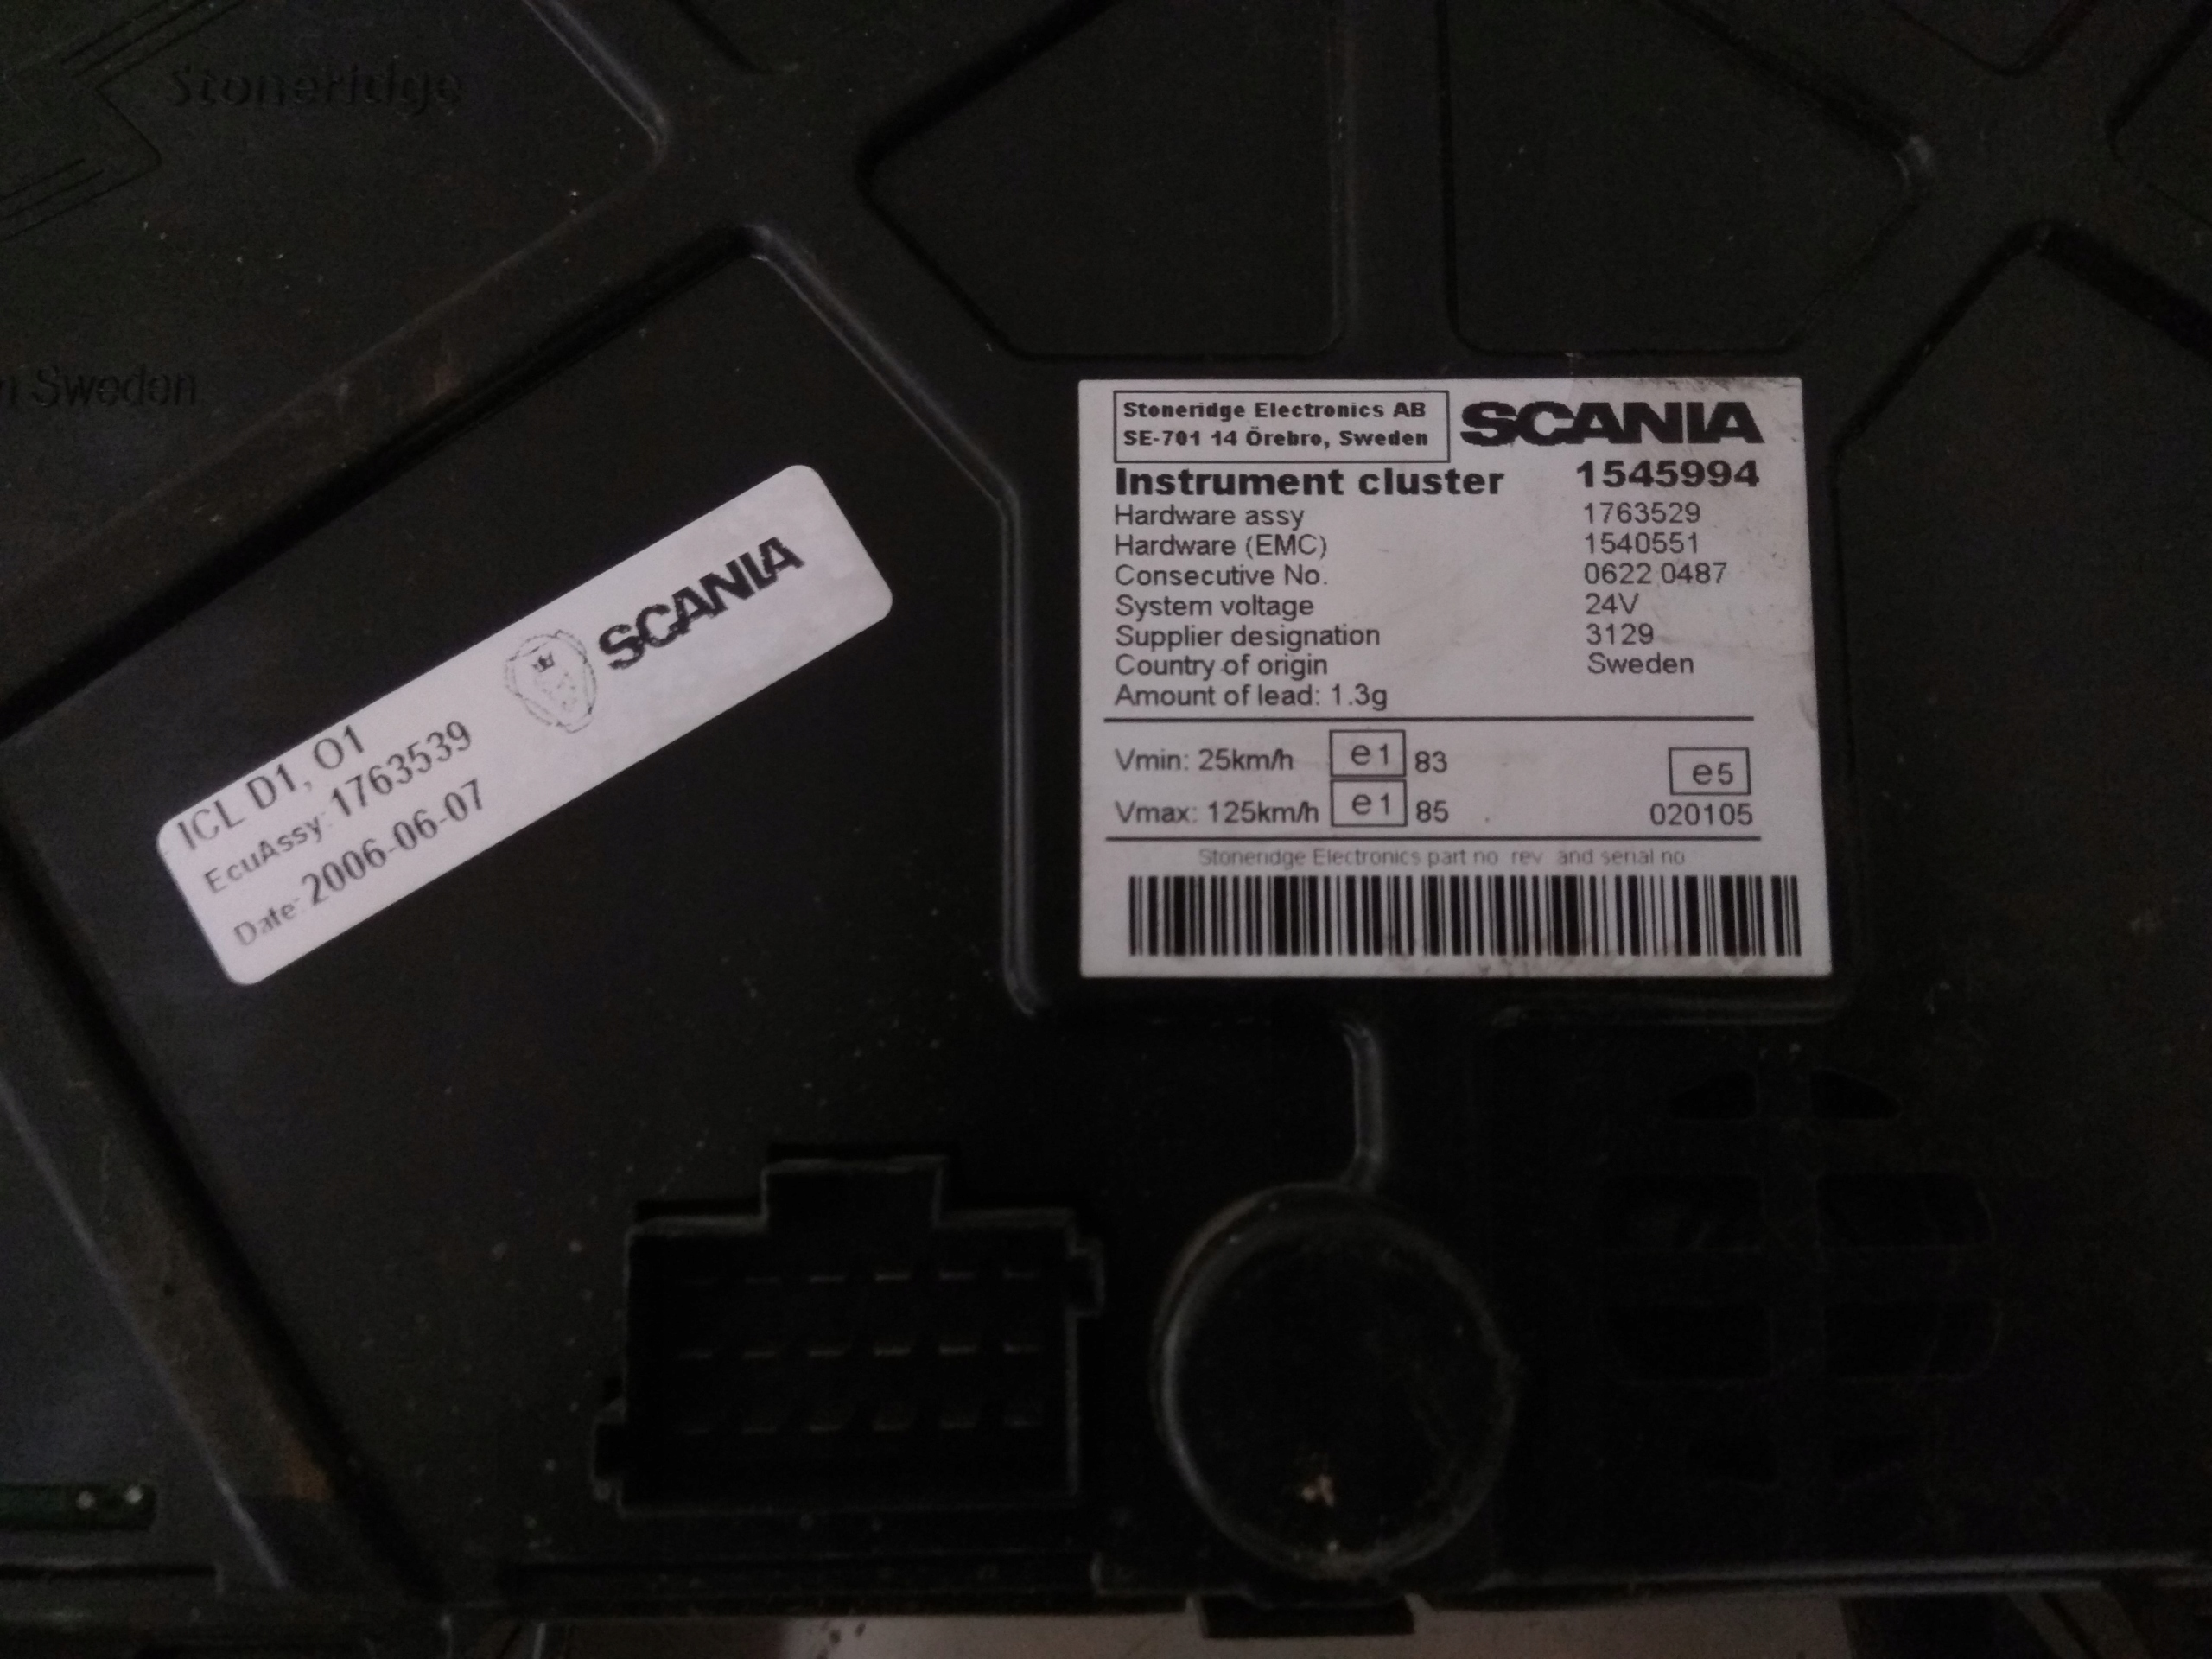 Stoneridge
Sweden
ICL D1, O1
EcuAssy: 1763539
Date: 2006-06-07
SCANIA
Stoneridge Electronics AB
SE-701 14 Örebro, Sweden
SCANIA
Instrument cluster 1545994
Hardware assy 1763529
Hardware (EMC) 1540551
Consecutive No. 0622 0487
System voltage 24V
Supplier designation 3129
Country of origin Sweden
Amount of lead: 1.3g
Vmin: 25km/h e1 83
Vmax: 125km/h e1 85
e5
020105
Stoneridge Electronics part no rev and serial no